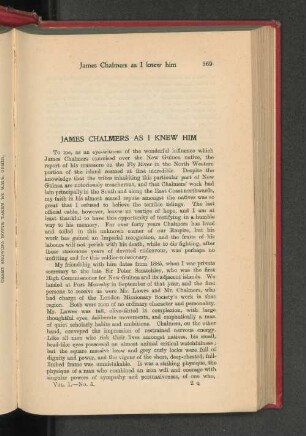 James Chalmers as I knew him 569
JAMES CHALMERS AS I KNEW HIM
To me, as an eye-witness of the wonderful influence which
James Chalmers exercised over the New Guinea native, the
report of his massacre on the Fly River in the North Western
portion of the island seemed at first incredible. Despite the
knowledge that the tribes inhabiting this particular part of New
Guinea are notoriously treacherous, and that Chalmers' work had
lain principally in the South and along the East Coast northwards,
my faith in his almost sacred repute amongst the natives was
so great that I refused to believe the terrible tidings. The last
official cable, however, leaves no vestige of hope, and I am at
least thankful to have this opportunity of testifying in a humble
way to his memory. For over forty years Chalmers has lived
and toiled in this unknown corner of our Empire, but his
work has gained an Imperial recognition, and the fruits of his
labours will not perish with his death, while to die fighting, after
these strenuous years of devoted endeavour, was perhaps no
unfitting end for this soldier-missionary.
My friendship with him dates from 1885, when I was private
secretary to the late Sir Peter Scratchley, who was the first
High Commissioner for New Guinea and its adjacent islands. We
landed at Port Moresby in September of that year, and the first
persons to receive us were Mr. Lawes and Mr. Chalmers, who
had charge of the London Missionary Society's work in that
region. Both were men of no ordinary character and personality.
Mr. Lawes was tall, olive-tinted in complexion, with large
thoughtful eyes, deliberate movements, and emphatically a man
of quiet scholarly habits and ambitions. Chalmers, on the other
hand, conveyed the impression of restrained nervous energy.
Like all men who risk their lives amongst natives, his small,
bead-like eyes possessed an almost animal critical watchfulness;
but the square massive brow and grey curly locks were full of
dignity and power, and the vigour of the short, deep-chested, full-
limbed frame was unmistakable. It was a striking physique, the
physique of a man who combined an iron will and courage with
singular powers of sympathy and persuasiveness, of one who,
VOL. I.—No. 5. 2 Q